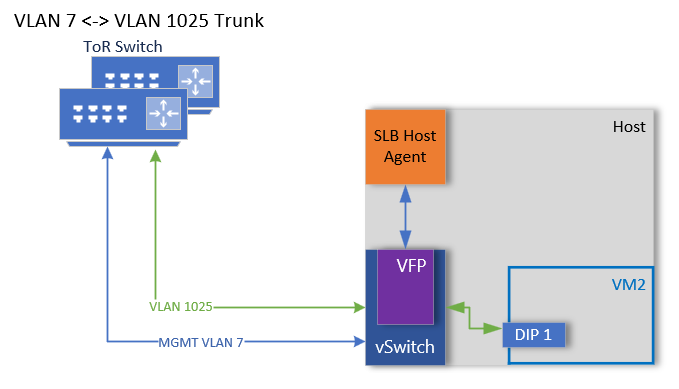 VLAN 7 <-> VLAN 1025 Trunk
ToR Switch
Host
SLB Host
Agent
VFP
VM2
VLAN 1025
DIP 1
MGMT VLAN 7
vSwitch